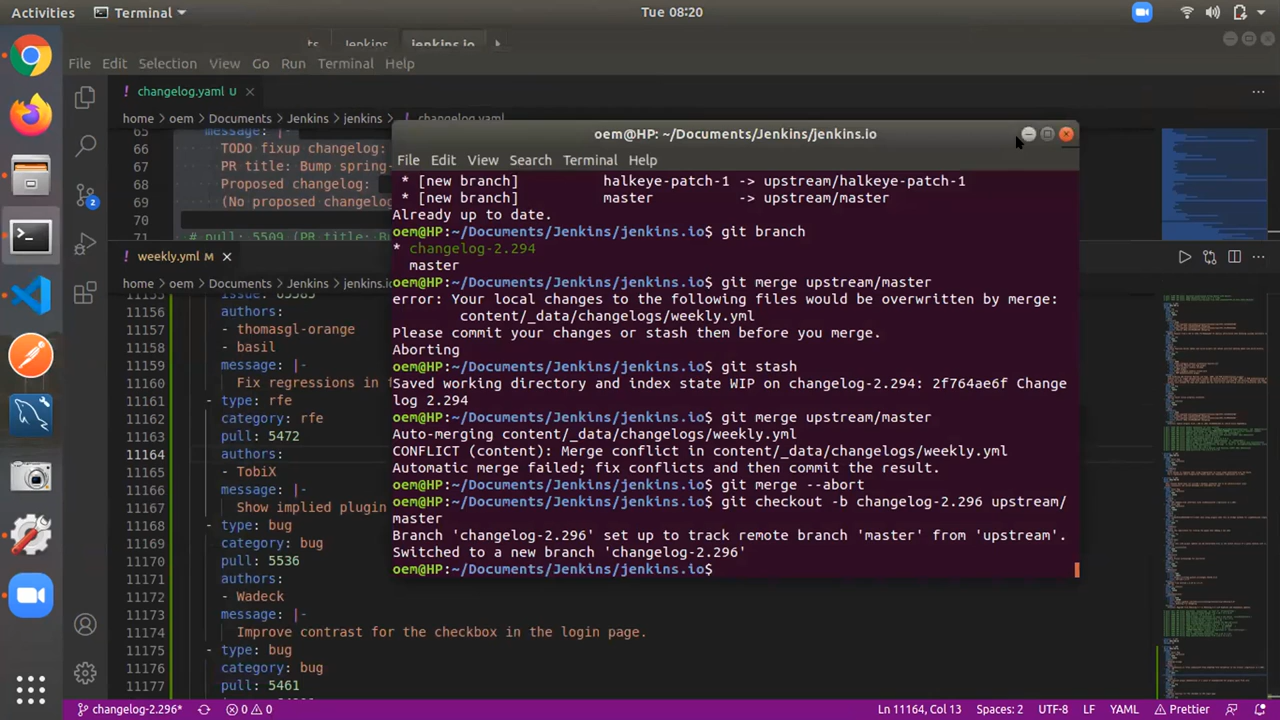 Activities
Terminal
Tue 08:20
ts
Jenkins
jenkins.io
File Edit Selection View Go Run Terminal Help
! changelog.yaml U
home > oem > Documents > Jenkins > jenkins > changelog.yaml
65 message: |-
66 TODO fixup changelog:
67 PR title: Bump spring-
68 Proposed changelog:
69 (No proposed changelog
70
71 # pull: 5509 (PR title: Bu
2
! weekly.yml M
home > oem > Documents > Jenkins > jenkins.io
oem@HP: ~/Documents/Jenkins/jenkins.io
File Edit View Search Terminal Help
* [new branch] halkeye-patch-1 -> upstream/halkeye-patch-1
* [new branch] master -> upstream/master
Already up to date.
oem@HP:~/Documents/Jenkins/jenkins.io$ git branch
* changelog-2.294
master
oem@HP:~/Documents/Jenkins/jenkins.io$ git merge upstream/master
error: Your local changes to the following files would be overwritten by merge:
content/_data/changelogs/weekly.yml
Please commit your changes or stash them before you merge.
Aborting
oem@HP:~/Documents/Jenkins/jenkins.io$ git stash
Saved working directory and index state WIP on changelog-2.294: 2f764ae6f Change
log 2.294
oem@HP:~/Documents/Jenkins/jenkins.io$ git merge upstream/master
Auto-merging content/_data/changelogs/weekly.yml
CONFLICT (content): Merge conflict in content/_data/changelogs/weekly.yml
Automatic merge failed; fix conflicts and then commit the result.
oem@HP:~/Documents/Jenkins/jenkins.io$ git merge --abort
oem@HP:~/Documents/Jenkins/jenkins.io$ git checkout -b changelog-2.296 upstream/
master
Branch 'changelog-2.296' set up to track remote branch 'master' from 'upstream'.
Switched to a new branch 'changelog-2.296'
oem@HP:~/Documents/Jenkins/jenkins.io$
11156 authors:
11157 - thomasgl-orange
11158 - basil
11159 message: |-
11160 Fix regressions in f
11161 - type: rfe
11162 category: rfe
11163 pull: 5472
11164 authors:
11165 - TobiX
11166 message: |-
11167 Show implied plugin
11168 - type: bug
11169 category: bug
11170 pull: 5536
11171 authors:
11172 - Wadeck
11173 message: |-
11174 Improve contrast for the checkbox in the login page.
11175 - type: bug
11176 category: bug
11177 pull: 5461
changelog-2.296* 0 0 Ln 11164, Col 13 Spaces: 2 UTF-8 LF YAML Prettier